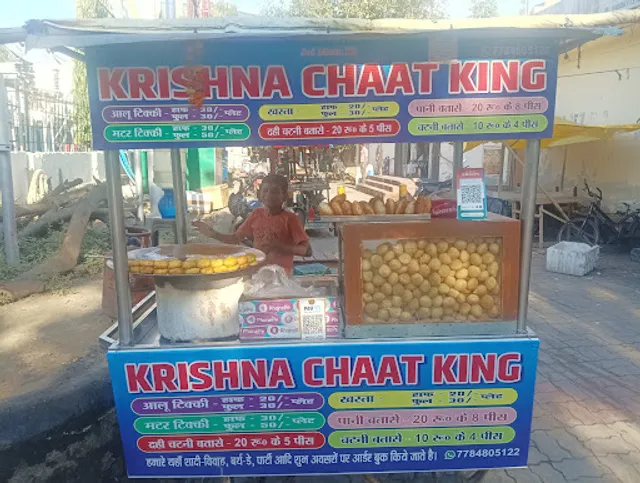 7784805122
KRISHNA CHAAT KING
आलू टिक्की हाफ - 20/- फुल - 30/- प्लेट
खस्ता हाफ - 20 फुल - 30/- प्लेट
पानी बतासे - 20 रू० के 8 पीस
मटर टिक्की हाफ - 30/- फुल - 50/- प्लेट
दही चटनी बतासे - 20 रू० के 5 पीस
चटनी बतासे - 10 रू० के 4 पीस
KRISHNA CHAAT KING
आलू टिक्की हाफ - 20/- फुल - 30/- प्लेट
खस्ता हाफ - 20/- फुल - 30/- प्लेट
मटर टिक्की हाफ - 30/- फुल - 50/- प्लेट
पानी बतासे - 20 रू० के 8 पीस
दही चटनी बतासे - 20 रू० के 5 पीस
चटनी बतासे - 10 रू० के 4 पीस
हमारे यहाँ शादी-विवाह, बर्थ-डे, पार्टी आदि शुभ अवसरों पर आर्डर बुक किये जाते है। 7784805122